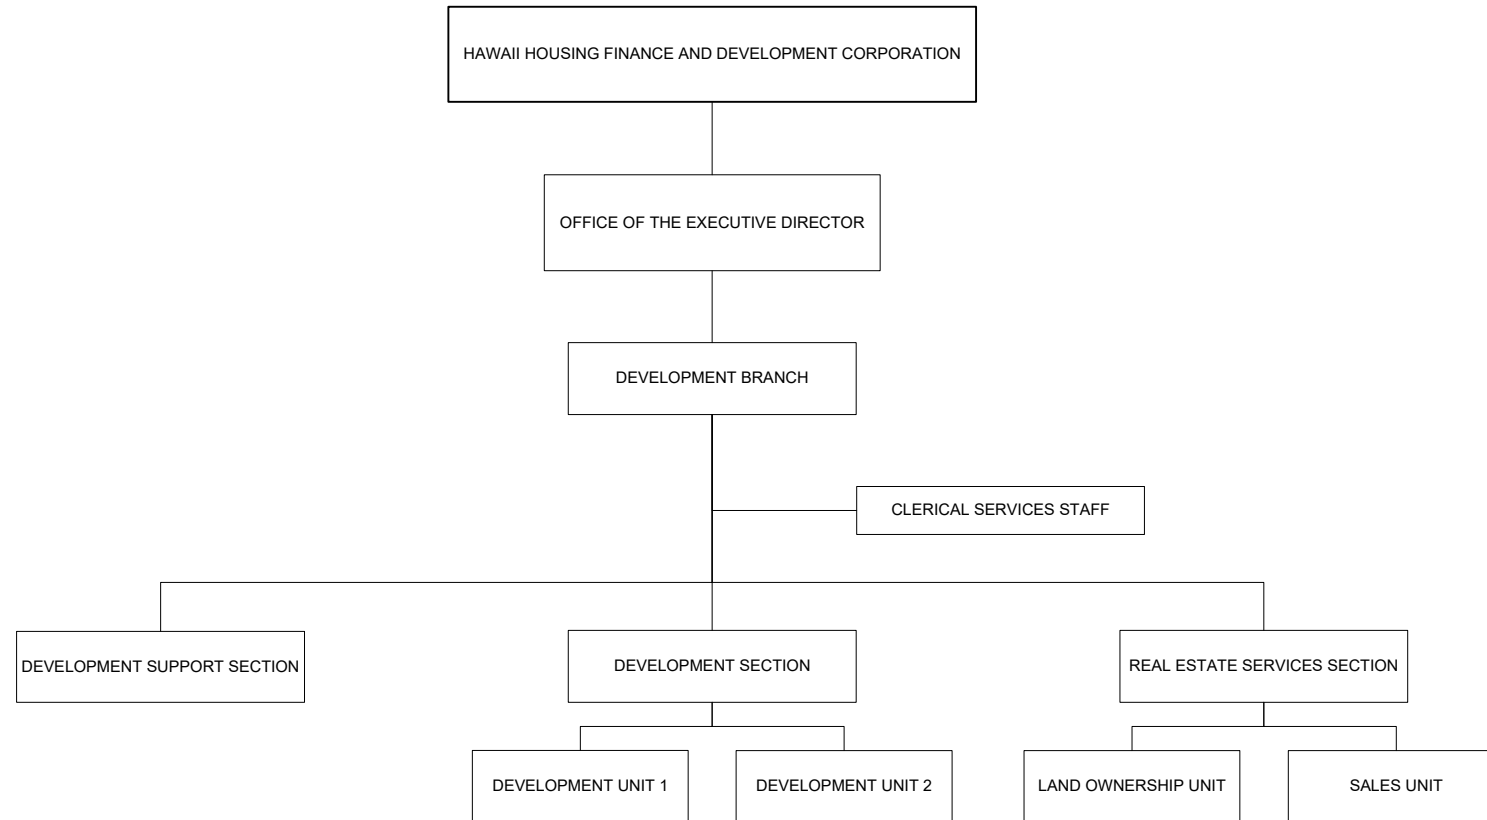 HAWAII HOUSING FINANCE AND DEVELOPMENT CORPORATION
OFFICE OF THE EXECUTIVE DIRECTOR
DEVELOPMENT BRANCH
CLERICAL SERVICES STAFF
DEVELOPMENT SUPPORT SECTION
DEVELOPMENT SECTION
REAL ESTATE SERVICES SECTION
DEVELOPMENT UNIT 1
DEVELOPMENT UNIT 2
LAND OWNERSHIP UNIT
SALES UNIT